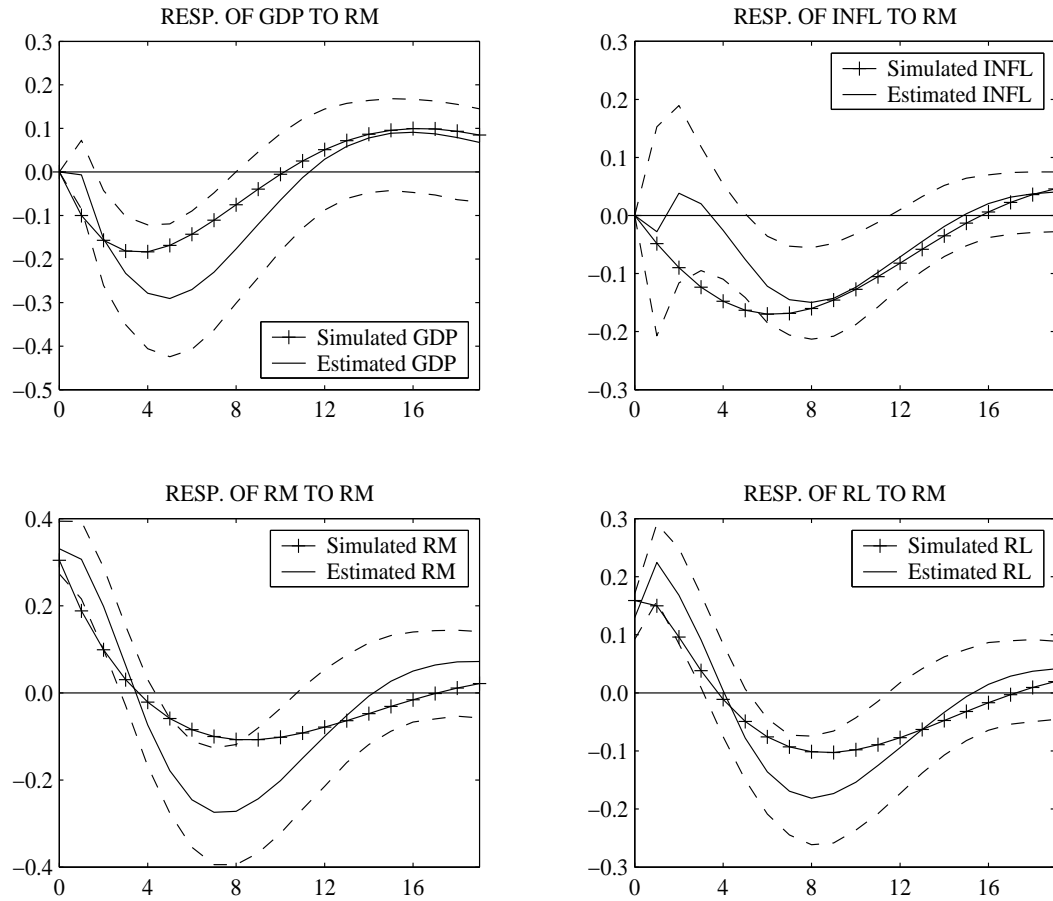 RESP. OF GDP TO RM
0.3
0.2
0.1
0.0
−0.1
−0.2
−0.3
−0.4
−0.5
0 4 8 12 16
Simulated GDP
Estimated GDP
RESP. OF INFL TO RM
0.3
0.2
0.1
0.0
−0.1
−0.2
−0.3
0 4 8 12 16
Simulated INFL
Estimated INFL
RESP. OF RM TO RM
0.4
0.2
0.0
−0.2
−0.4
0 4 8 12 16
Simulated RM
Estimated RM
RESP. OF RL TO RM
0.3
0.2
0.1
0.0
−0.1
−0.2
−0.3
0 4 8 12 16
Simulated RL
Estimated RL